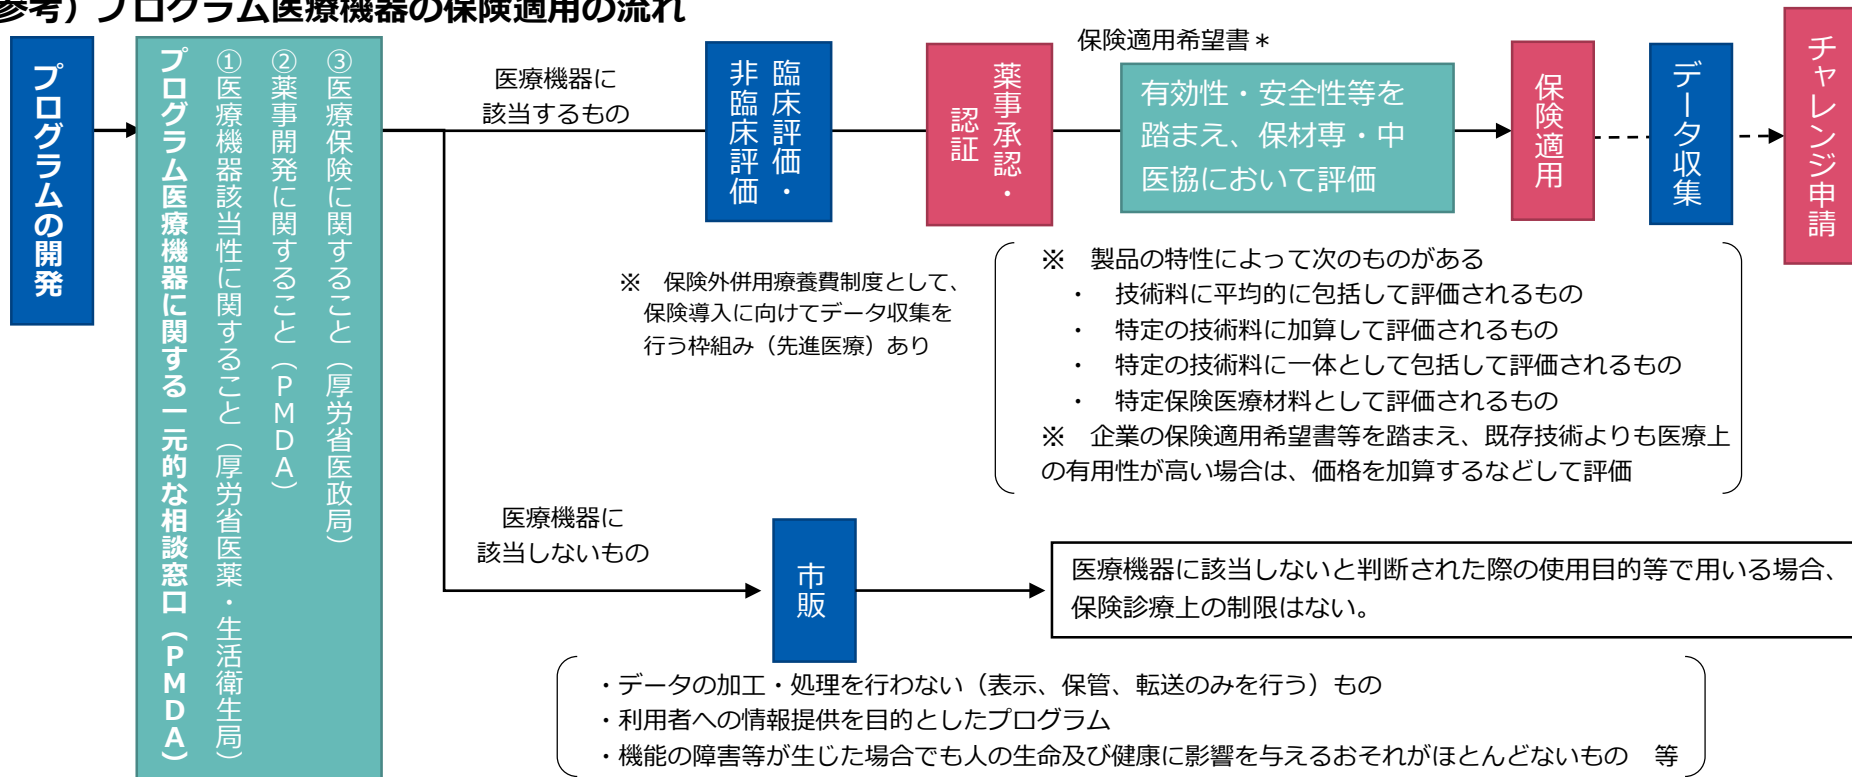 参考）プログラム医療機器の保険適用の流れ
プログラムの開発
プログラム医療機器に関する一元的な相談窓口（ＰＭＤＡ）
①医療機器該当性に関すること（厚労省医薬・生活衛生局）
②薬事開発に関すること（ＰＭＤＡ）
③医療保険に関すること（厚労省医政局）
医療機器に
該当するもの
臨床評価・
非臨床評価
薬事承認・
認証
保険適用希望書＊
有効性・安全性等を
踏まえ、保材専・中
医協において評価
保険適用
データ収集
チャレンジ申請
※　保険外併用療養費制度として、
保険導入に向けてデータ収集を
行う枠組み（先進医療）あり
※　製品の特性によって次のものがある
・　技術料に平均的に包括して評価されるもの
・　特定の技術料に加算して評価されるもの
・　特定の技術料に一体として包括して評価されるもの
・　特定保険医療材料として評価されるもの
※　企業の保険適用希望書等を踏まえ、既存技術よりも医療上
の有用性が高い場合は、価格を加算するなどして評価
医療機器に
該当しないもの
市販
医療機器に該当しないと判断された際の使用目的等で用いる場合、
保険診療上の制限はない。
・データの加工・処理を行わない（表示、保管、転送のみを行う）もの
・利用者への情報提供を目的としたプログラム
・機能の障害等が生じた場合でも人の生命及び健康に影響を与えるおそれがほとんどないもの　等